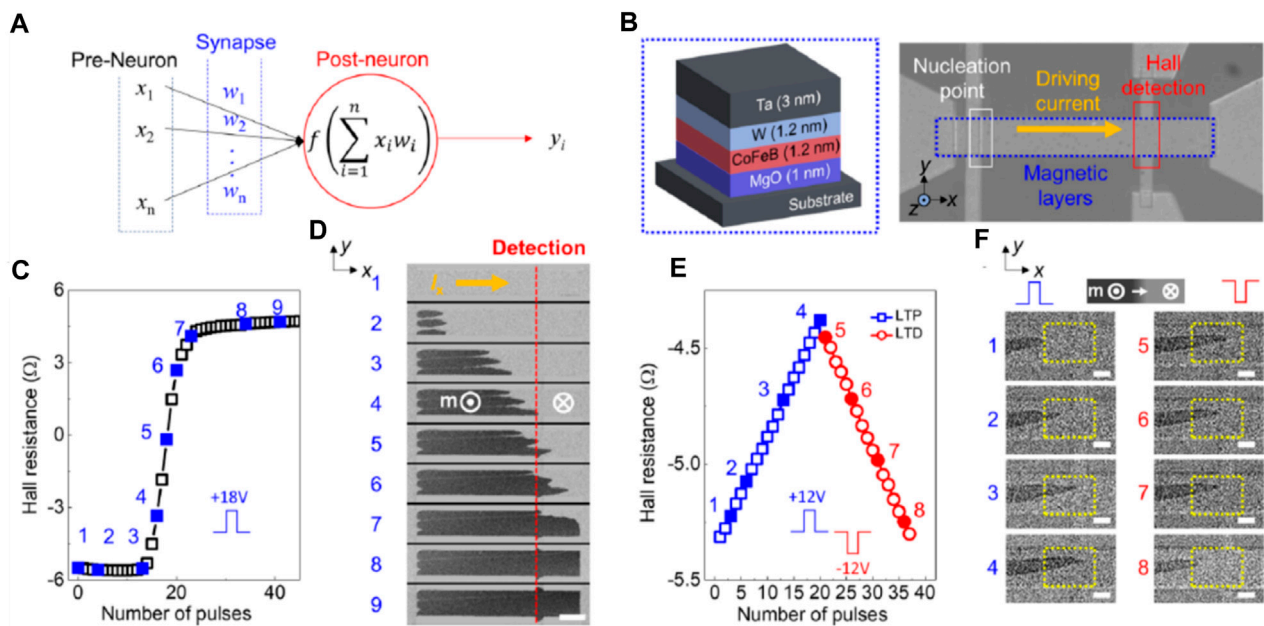 A
Pre-Neuron
Synapse
Post-neuron
x1
x2
xn
w1
w2
:
wn
f(∑ni=1 xiwi)
yi
B
Ta (3 nm)
W (1.2 nm)
CoFeB (1.2 nm)
MgO (1 nm)
Substrate
Nucleation
point
Driving
current
Hall
detection
Magnetic
layers
y
z
x
C
Hall resistance (Ω)
6
3
0
-3
-6
0
20
40
Number of pulses
1
2
3
4
5
6
7
8
9
+18V
D
y
x
Detection
1
2
3
4
5
6
7
8
9
m
E
Hall resistance (Ω)
-4.5
-5.0
-5.5
0
5
10
15
20
25
30
35
40
Number of pulses
LTP
LTD
1
2
3
4
5
6
7
8
+12V
-12V
F
y
x
m
1
2
3
4
5
6
7
8